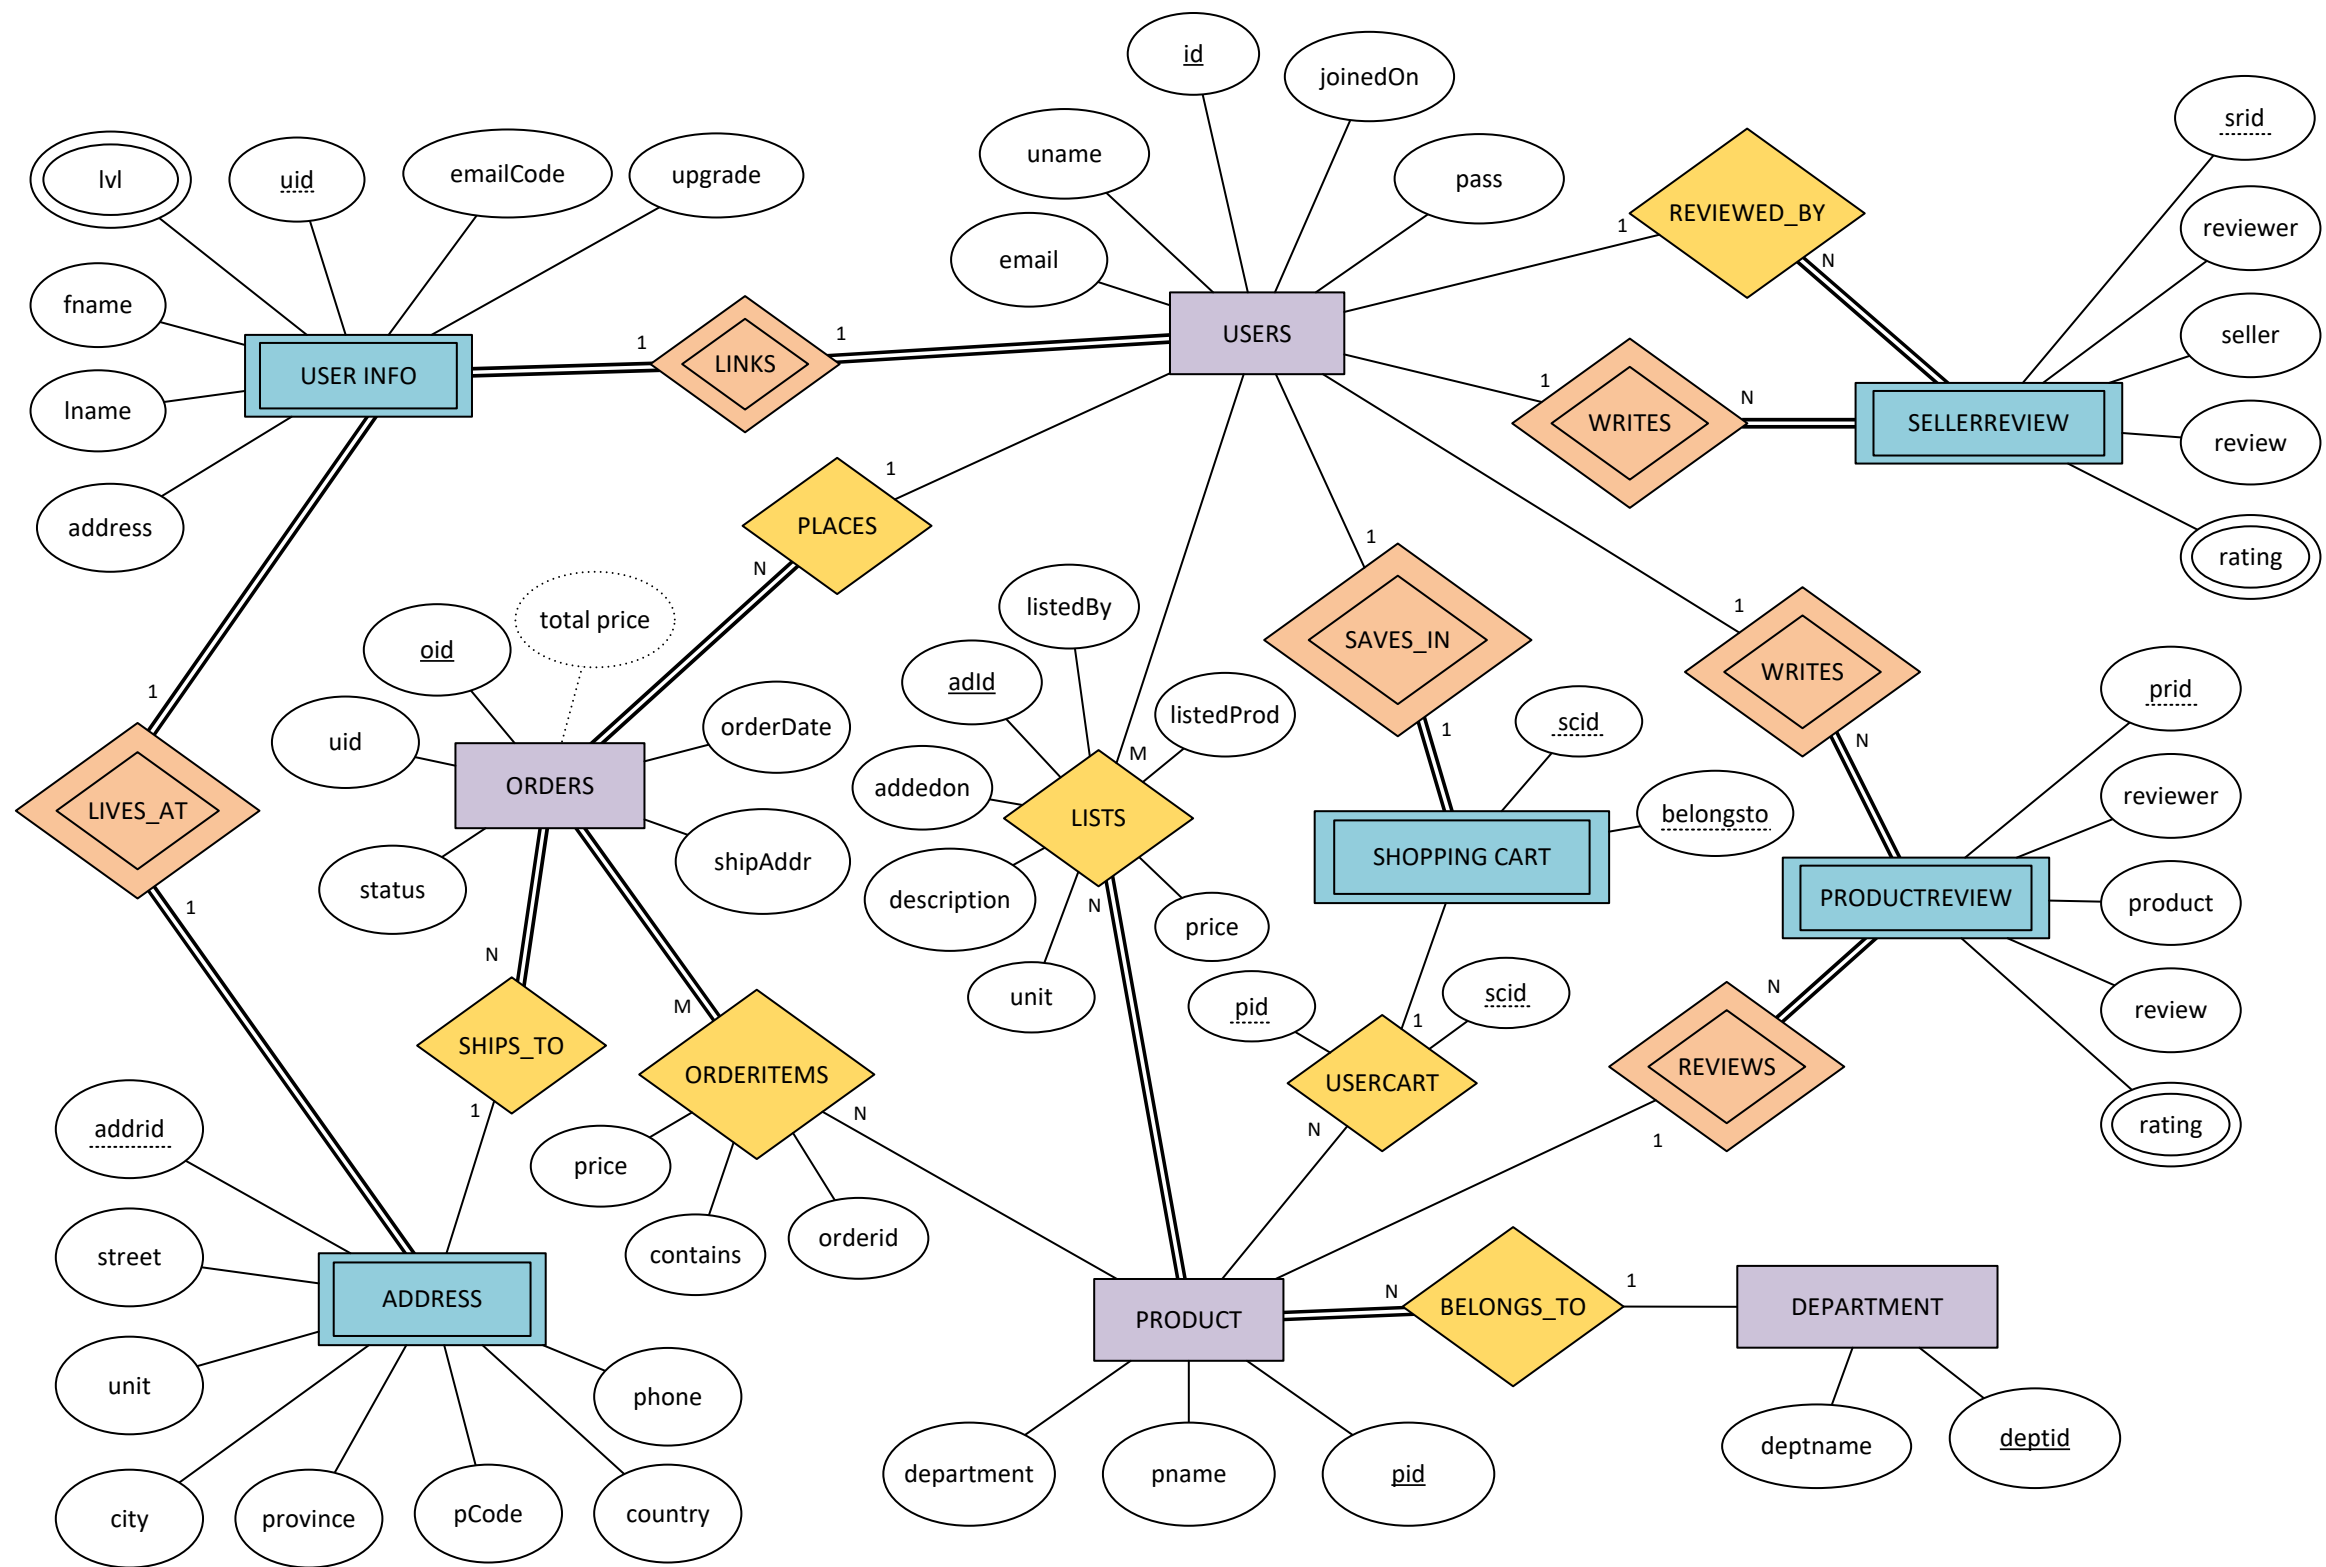 id
joinedOn
srid
uname
lvl
uid
emailCode
upgrade
pass
REVIEWED_BY
reviewer
1
N
email
fname
USERS
seller
1
1
LINKS
USER INFO
lname
1
N
WRITES
SELLERREVIEW
review
1
address
PLACES
1
rating
N
listedBy
1
total price
SAVES_IN
oid
WRITES
adId
prid
1
listedProd
scid
orderDate
uid
M
1
N
ORDERS
addedon
reviewer
LIVES_AT
LISTS
belongsto
SHOPPING CART
shipAddr
status
description
PRODUCTREVIEW
product
1
N
price
N
unit
pid
scid
N
M
review
1
SHIPS_TO
ORDERITEMS
USERCART
REVIEWS
1
N
N
1
addrid
rating
price
street
contains
orderid
N
1
ADDRESS
BELONGS_TO
DEPARTMENT
PRODUCT
unit
phone
deptname
deptid
department
pname
pid
city
province
pCode
country